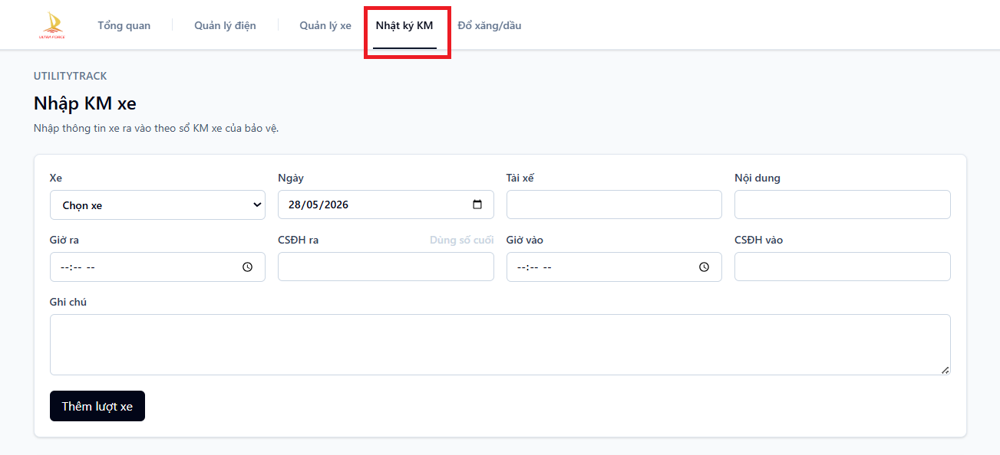 ULTRA FORCE
Tổng quan Quản lý điện Quản lý xe Nhật ký KM Đổ xăng/dầu
UTILITYTRACK
Nhập KM xe
Nhập thông tin xe ra vào theo sổ KM xe của bảo vệ.
Xe Ngày Tài xế Nội dung
Chọn xe 28/05/2026
Giờ ra CSĐH ra Dùng số cuối Giờ vào CSĐH vào
--:-- -- --:-- --
Ghi chú
Thêm lượt xe